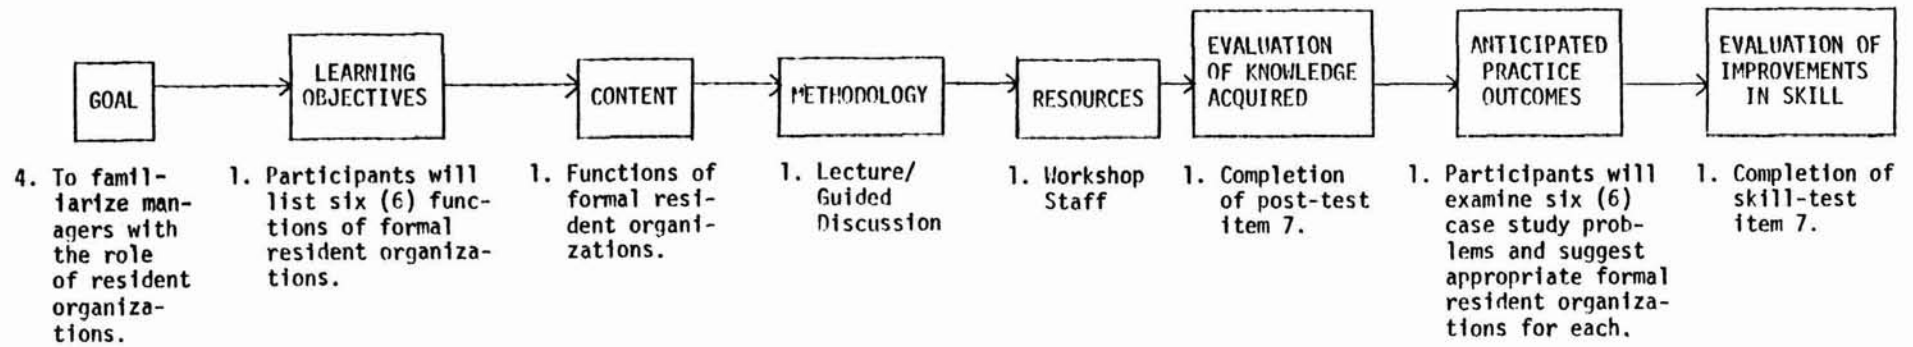 GOAL
LEARNING
OBJECTIVES
CONTENT
METHODOLOGY
RESOURCES
EVALUATION
OF KNOWLEDGE
ACQUIRED
ANTICIPATED
PRACTICE
OUTCOMES
EVALUATION OF
IMPROVEMENTS
IN SKILL
4. To famil-
iarize man-
agers with
the role
of resident
organiza-
tions.
1. Participants will
list six (6) func-
tions of formal
resident organiza-
tions.
1. Functions of
formal resi-
dent organi-
zations.
1. Lecture/
Guided
Discussion
1. Workshop
Staff
1. Completion
of post-test
item 7.
1. Participants will
examine six (6)
case study prob-
lems and suggest
appropriate formal
resident organiza-
tions for each.
1. Completion of
skill-test
item 7.